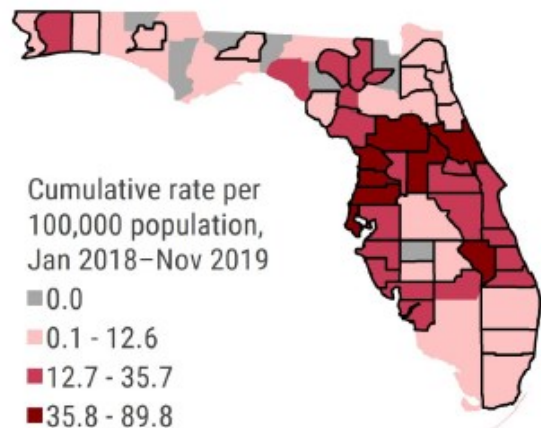 Cumulative rate per
100,000 population,
Jan 2018–Nov 2019
0.0
0.1 - 12.6
12.7 - 35.7
35.8 - 89.8